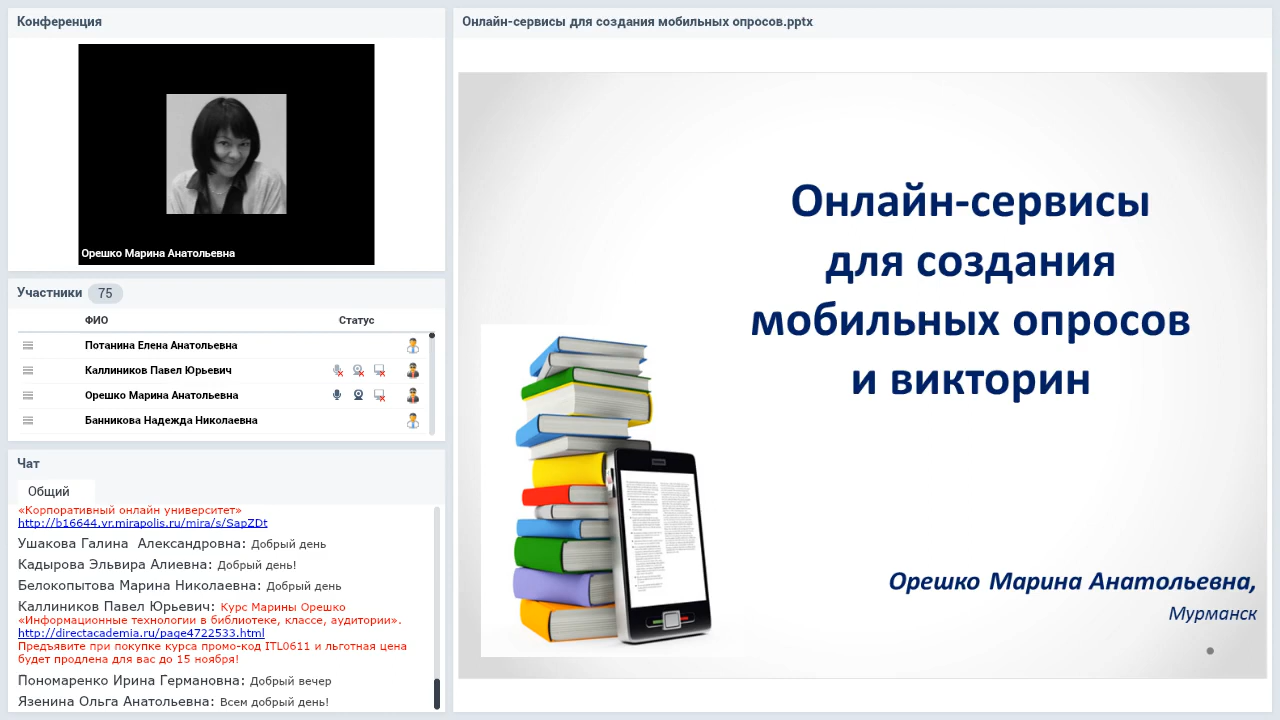 Конференция
Орешко Марина Анатольевна
Участники 75
ФИО Статус
Потанина Елена Анатольевна
Каллиников Павел Юрьевич
Орешко Марина Анатольевна
Банникова Надежда Николаевна
Чат
Общий
«Корпоративный онлайн университет»
http://b16644.vr.mirapolis.ru/mira/s/SapZDt
Ушакова Галина Александровна: Добрый день
Кадырова Эльвира Алиевна: Добрый день!
Белокопытова Марина Николаевна: Добрый день
Каллиников Павел Юрьевич: Курс Марины Орешко
«Информационные технологии в библиотеке, классе, аудитории».
http://directacademia.ru/page4722533.html
Предъявите при покупке курса промо-код ITL0611 и льготная цена
будет продлена для вас до 15 ноября!
Пономаренко Ирина Германовна: Добрый вечер
Язенина Ольга Анатольевна: Всем добрый день!
Онлайн-сервисы для создания мобильных опросов.pptx
Онлайн-сервисы
для создания
мобильных опросов
и викторин
Орешко Марина Анатольевна,
Мурманск